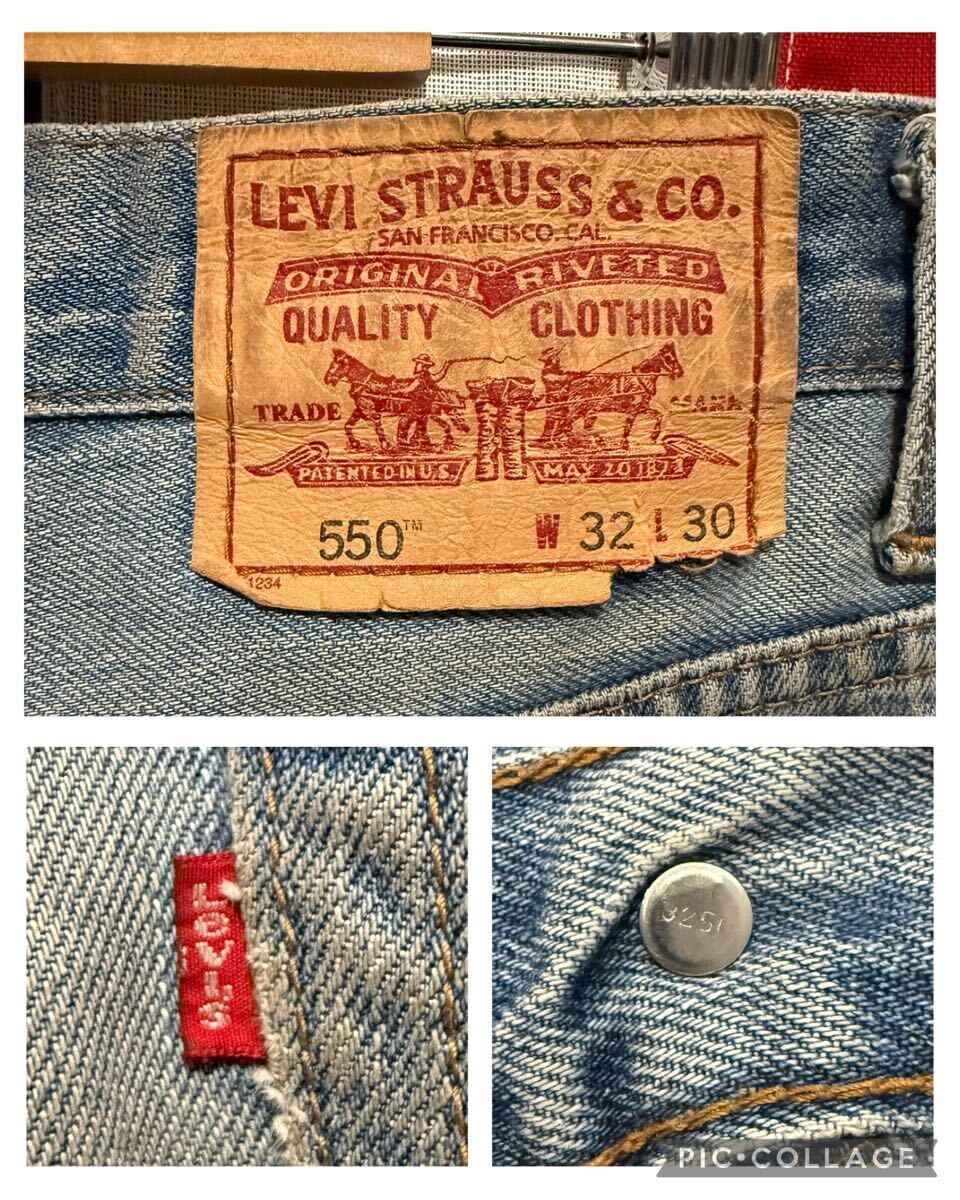 LEVI STRAUSS & CO.
SAN FRANCISCO. CAL.
ORIGINAL RIVETED
QUALITY CLOTHING
TRADE MARK
PATENTED IN U.S. MAY 20 1873
550™ W 32 L 30
1234
LEVI'S
3251
PIC•COLLAGE